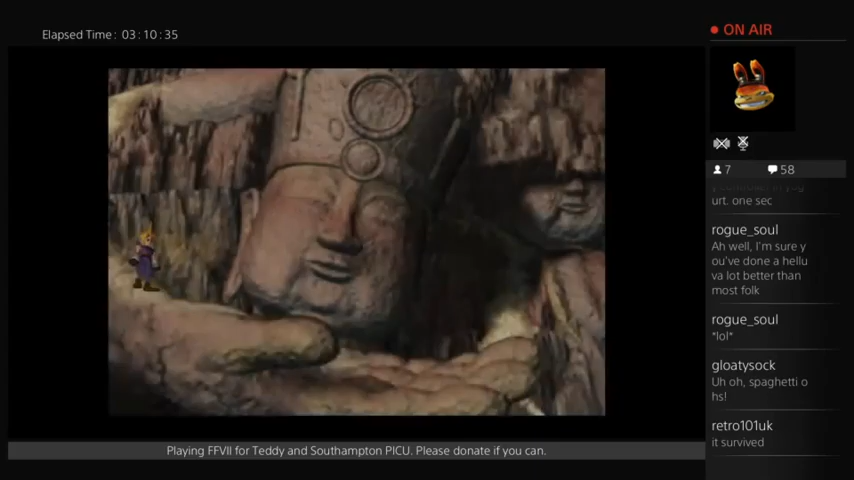 Elapsed Time : 03:10:35
ON AIR
7
58
urt. one sec
rogue_soul
Ah well, I'm sure y
ou've done a hellu
va lot better than
most folk
rogue_soul
*lol*
gloatysock
Uh oh, spaghetti o
hs!
retro101uk
it survived
Playing FFVII for Teddy and Southampton PICU. Please donate if you can.